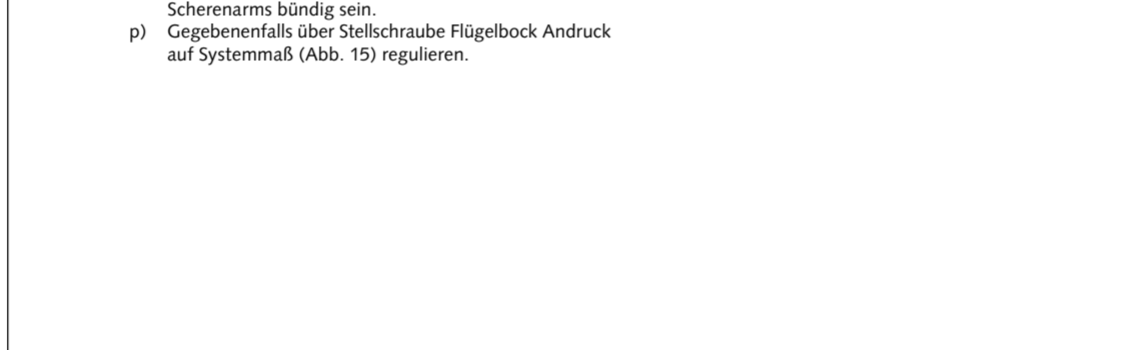 Scherenarms bündig sein.
p) Gegebenenfalls über Stellschraube Flügelbock Andruck
auf Systemmaß (Abb. 15) regulieren.